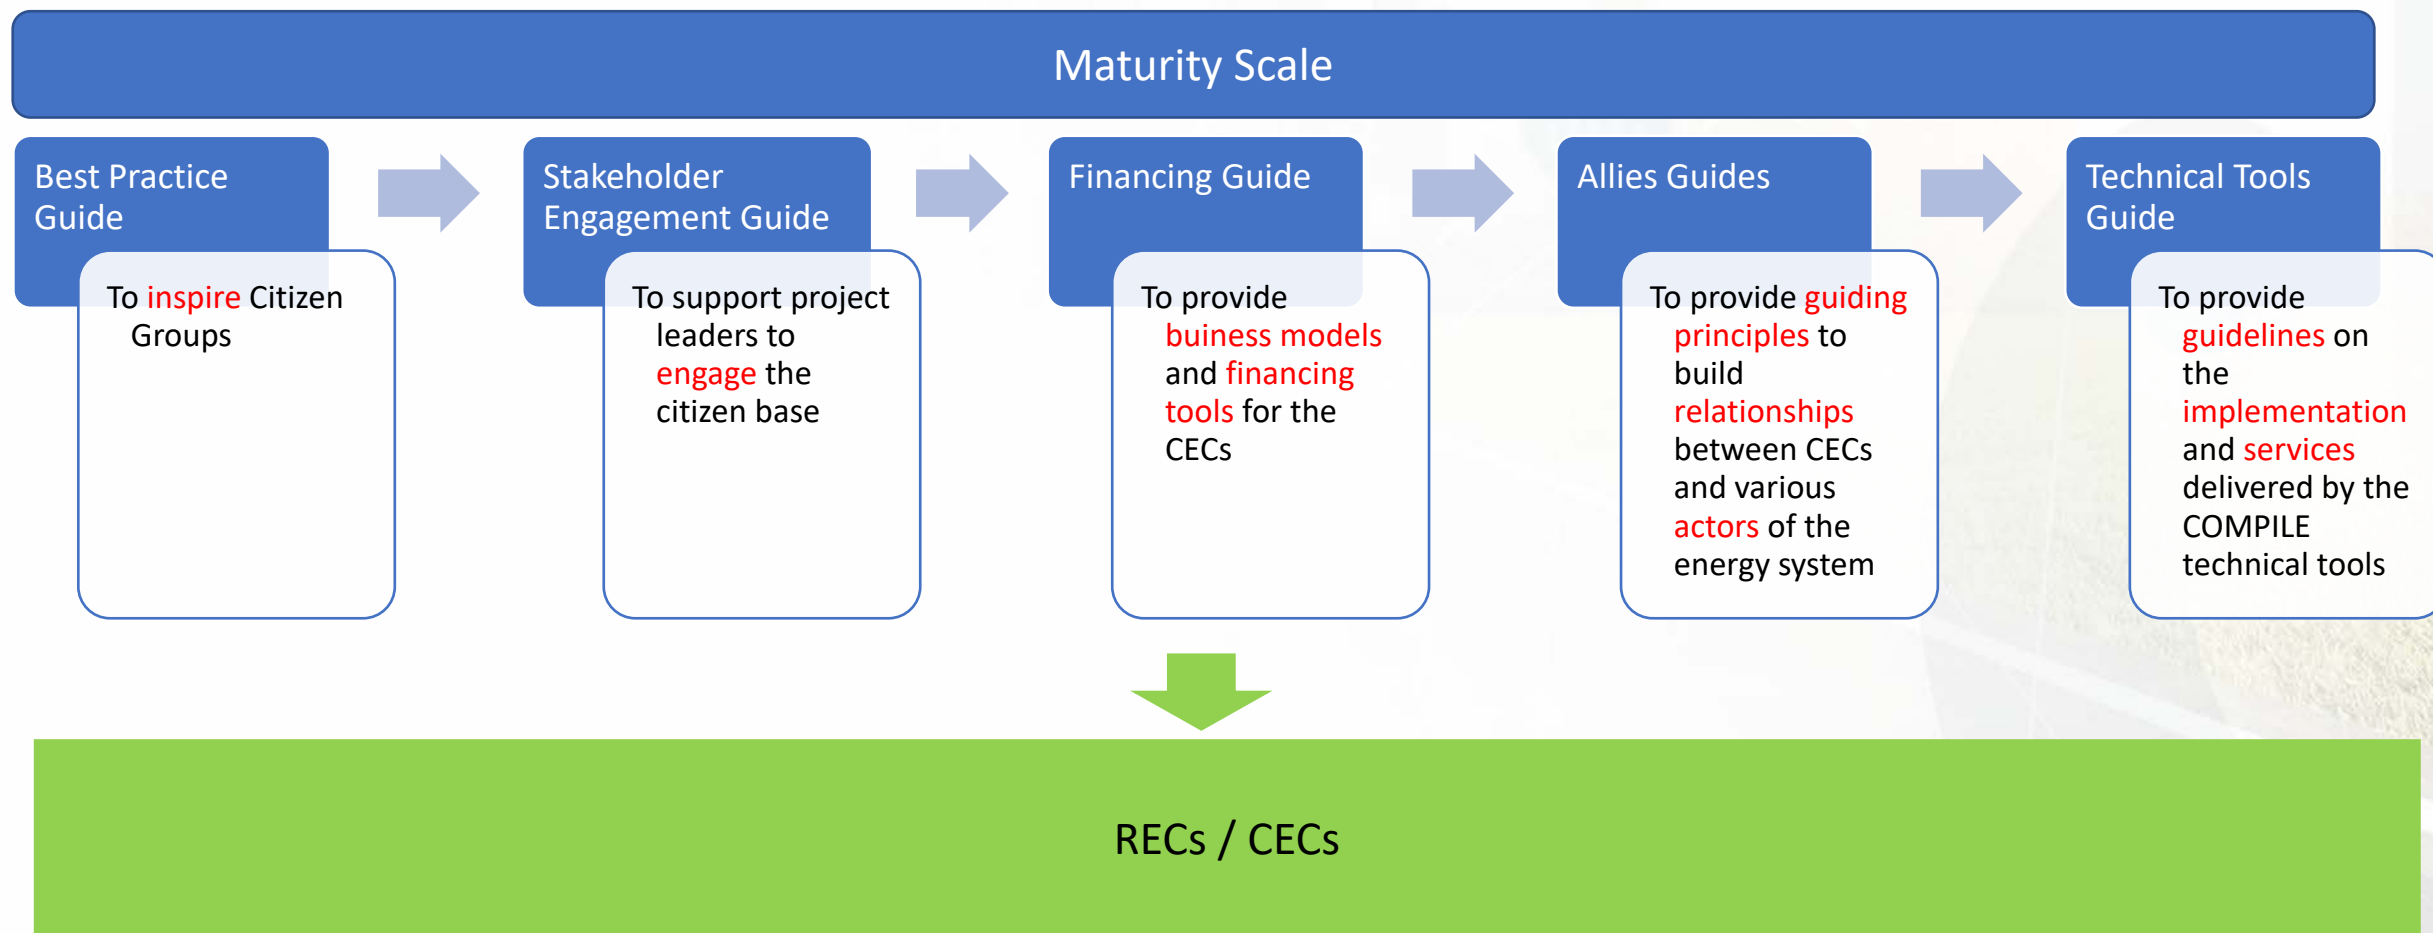 Maturity Scale
Best Practice
Guide
To inspire Citizen
Groups
Stakeholder
Engagement Guide
To support project
leaders to
engage the
citizen base
Financing Guide
To provide
buiness models
and financing
tools for the
CECs
Allies Guides
To provide guiding
principles to
build
relationships
between CECs
and various
actors of the
energy system
Technical Tools
Guide
To provide
guidelines on
the
implementation
and services
delivered by the
COMPILE
technical tools
RECs / CECs